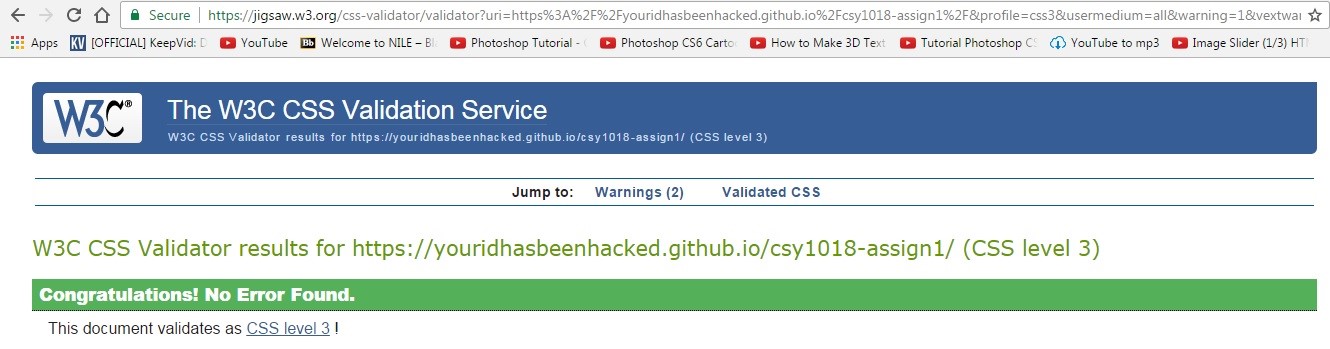 Secure https://jigsaw.w3.org/css-validator/validator?uri=https%3A%2F%2Fyouridhasbeenhacked.github.io%2Fcsy1018-assign1%2F&profile=css3&usermedium=all&warning=1&vextwar
Apps KV [OFFICIAL] KeepVid: D YouTube Bb Welcome to NILE – Bl Photoshop Tutorial - Photoshop CS6 Carto How to Make 3D Text Tutorial Photoshop CS YouTube to mp3 Image Slider (1/3) HT
W3C® The W3C CSS Validation Service
W3C CSS Validator results for https://youridhasbeenhacked.github.io/csy1018-assign1/ (CSS level 3)
Jump to: Warnings (2) Validated CSS
W3C CSS Validator results for https://youridhasbeenhacked.github.io/csy1018-assign1/ (CSS level 3)
Congratulations! No Error Found.
This document validates as CSS level 3 !